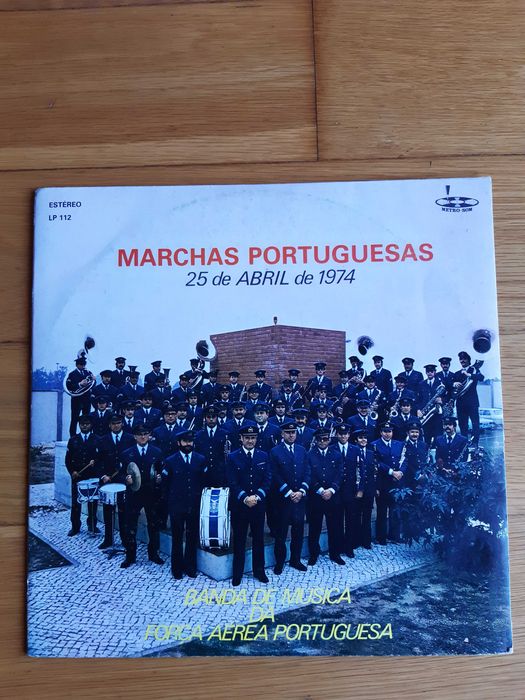 ESTÉREO
LP 112
METRO-SOM
MARCHAS PORTUGUESAS
25 de ABRIL de 1974
BANDA DE MÚSICA
DA
FORÇA AÉREA PORTUGUESA